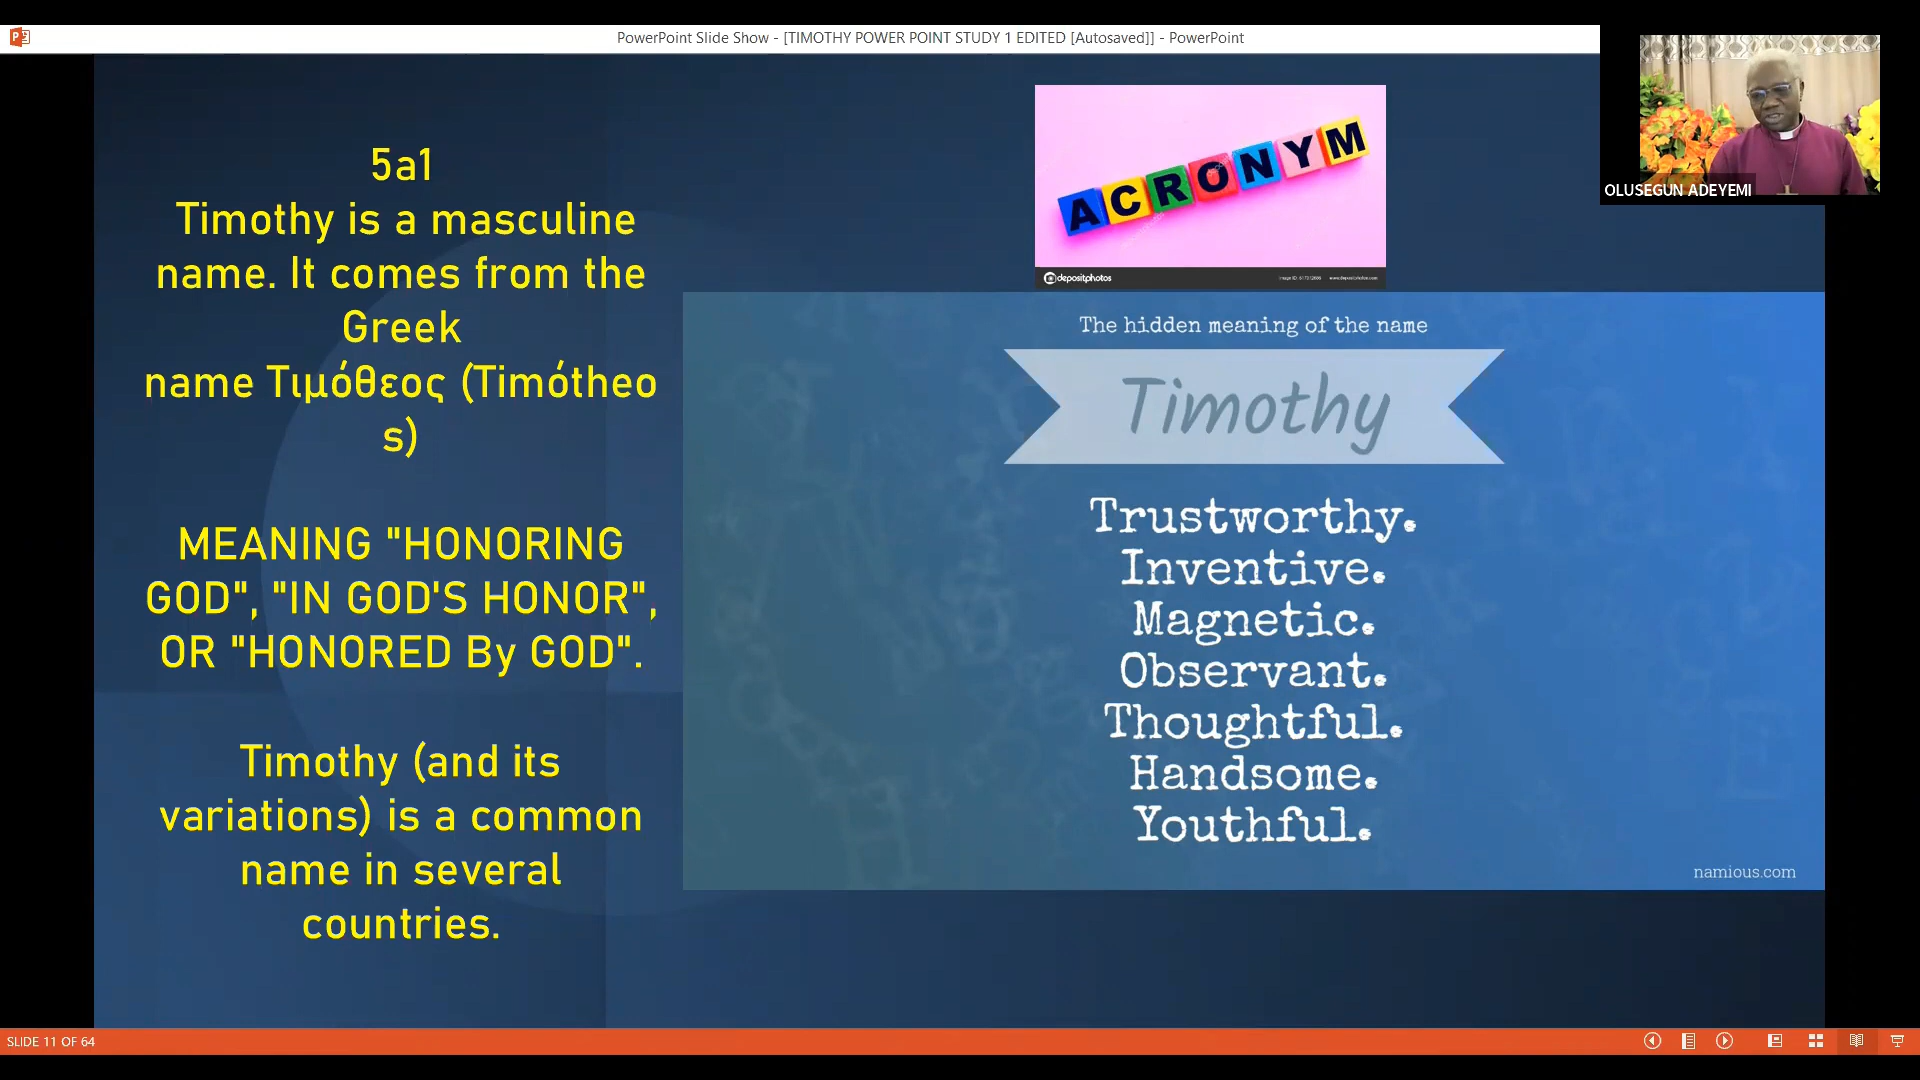 PowerPoint Slide Show - [TIMOTHY POWER POINT STUDY 1 EDITED [Autosaved]] - PowerPoint
OLUSEGUN ADEYEMI
5a1
Timothy is a masculine
name. It comes from the
Greek
name Τιμόθεος (Timótheo
s)
MEANING "HONORING
GOD", "IN GOD'S HONOR",
OR "HONORED By GOD".
Timothy (and its
variations) is a common
name in several
countries.
ACRONYM
depositphotos
www.depositphotos.com
The hidden meaning of the name
Timothy
Trustworthy.
Inventive.
Magnetic.
Observant.
Thoughtful.
Handsome.
Youthful.
namious.com
SLIDE 11 OF 64